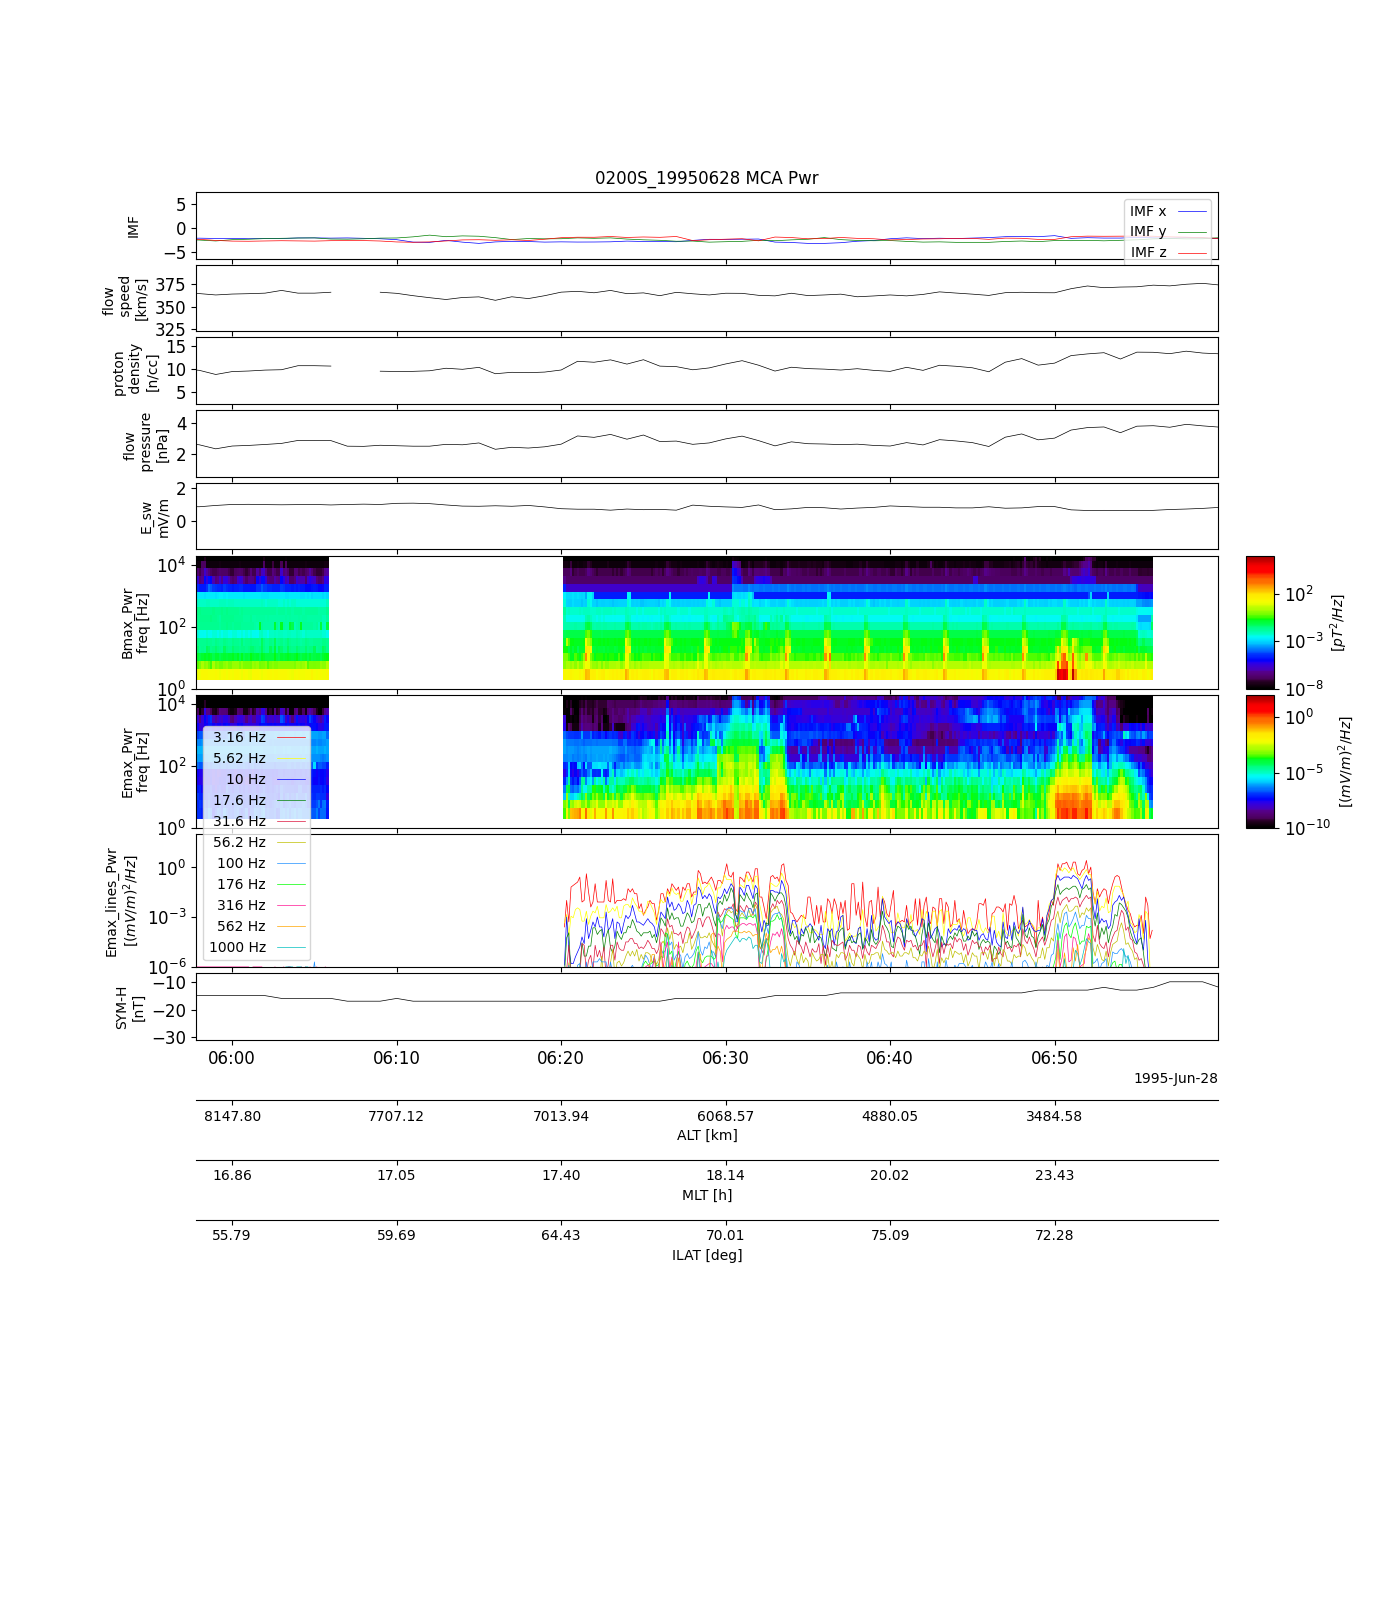 0200S_19950628 MCA Pwr
5
0
−5
IMF
IMF x
IMF y
IMF z
375
350
325
flow
speed
[km/s]
15
10
5
proton
density
[n/cc]
4
2
flow
pressure
[nPa]
2
0
E_sw
mV/m
10^4
10^2
10^0
Bmax_Pwr
freq [Hz]
10^2
10^−3
10^−8
[pT^2/Hz]
10^4
10^2
10^0
Emax_Pwr
freq [Hz]
10^0
10^−5
10^−10
[(mV/m)^2/Hz]
3.16 Hz
5.62 Hz
10 Hz
17.6 Hz
31.6 Hz
56.2 Hz
100 Hz
176 Hz
316 Hz
562 Hz
1000 Hz
10^0
10^−3
10^−6
Emax_lines_Pwr
[(mV/m)^2/Hz]
−10
−20
−30
SYM-H
[nT]
06:00 06:10 06:20 06:30 06:40 06:50
1995-Jun-28
8147.80 7707.12 7013.94 6068.57 4880.05 3484.58
ALT [km]
16.86 17.05 17.40 18.14 20.02 23.43
MLT [h]
55.79 59.69 64.43 70.01 75.09 72.28
ILAT [deg]